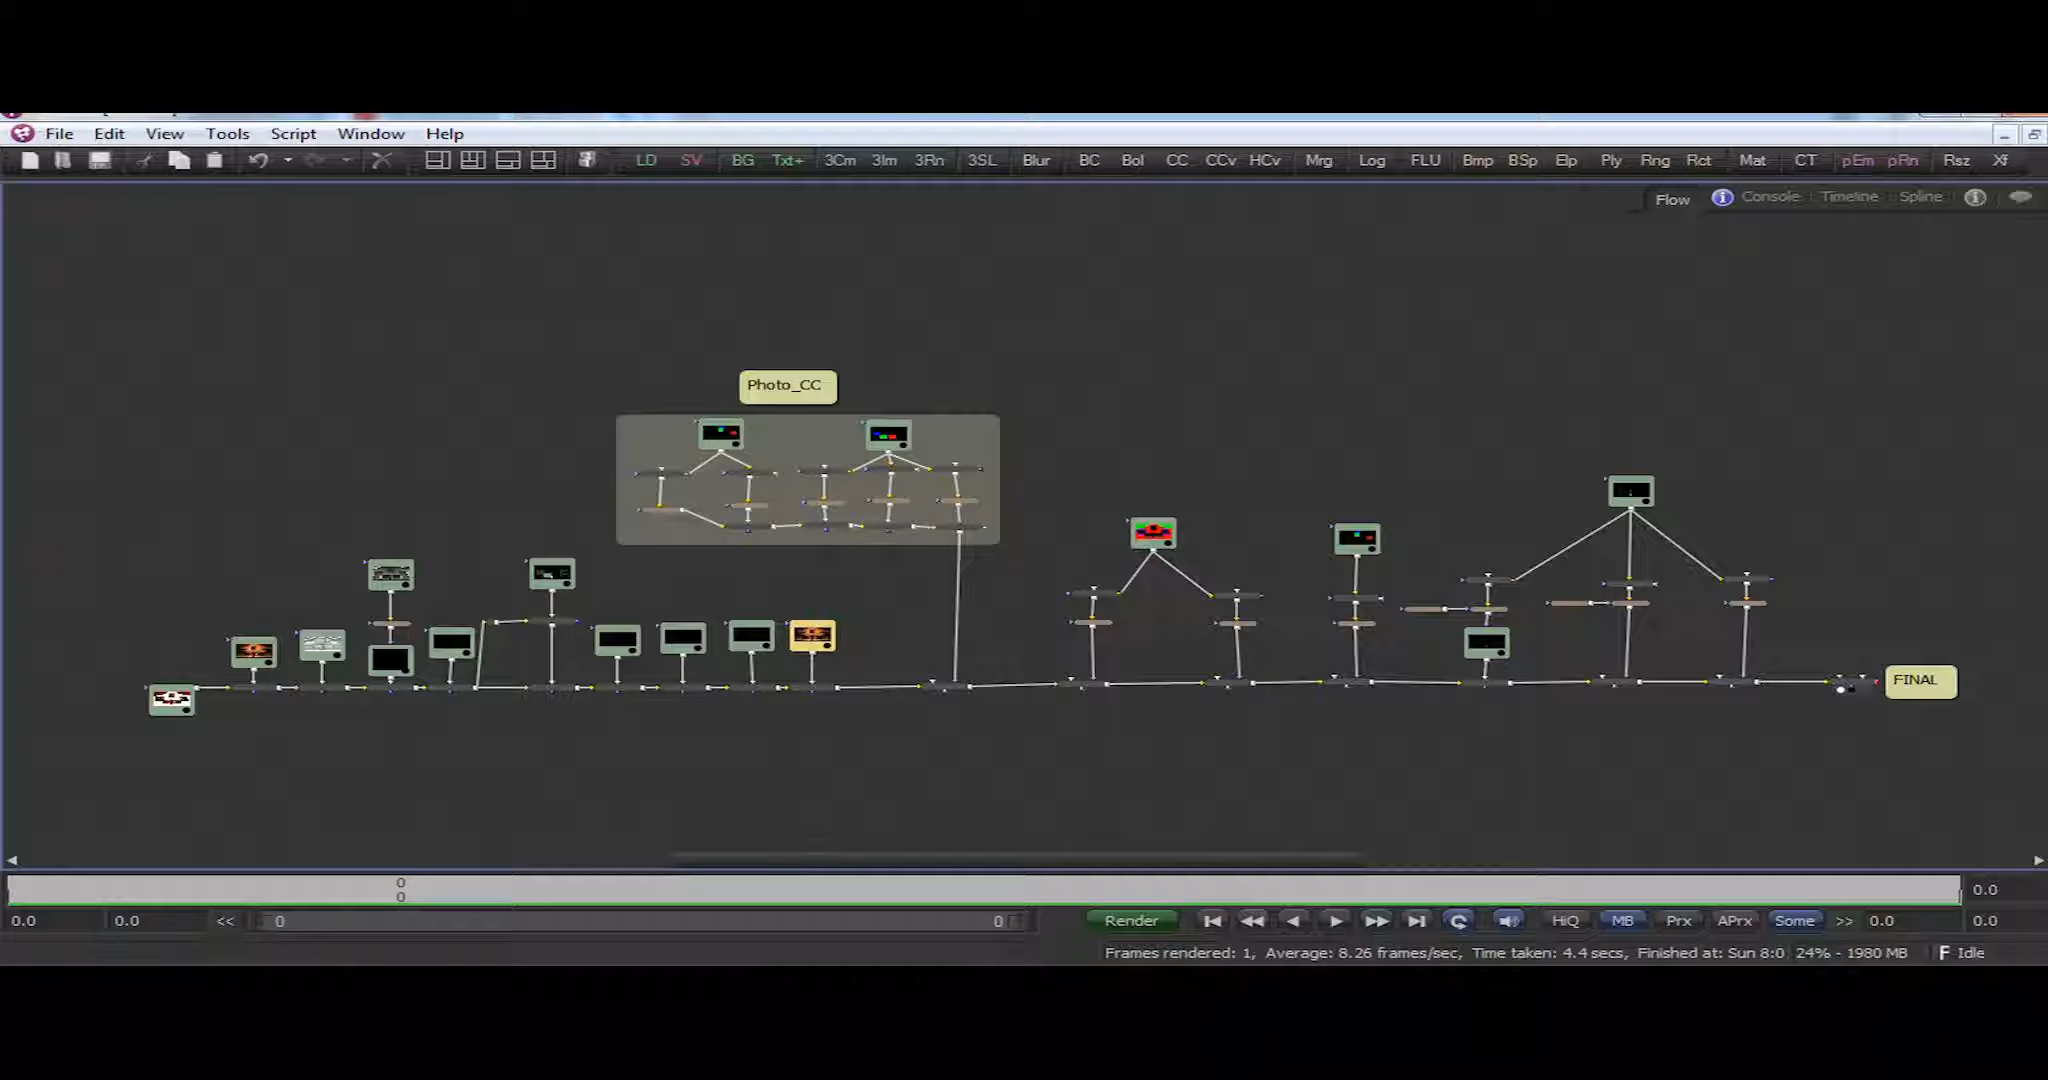 File Edit View Tools Script Window Help
LD SV BG Txt+ 3Cm 3Im 3Rn 3SL Blur BC Bol CC CCv HCv Mrg Log FLU Bmp BSp Elp Ply Rng Rct Mat CT pEm pRn Rsz Xf
Flow Console Timeline Spline
Photo_CC
FINAL
0
0
0.0
0.0 0.0 << 0 0 Render HiQ MB Prx APrx Some >> 0.0 0.0
Frames rendered: 1, Average: 8.26 frames/sec, Time taken: 4.4 secs, Finished at: Sun 8:0 24% - 1980 MB F Idle